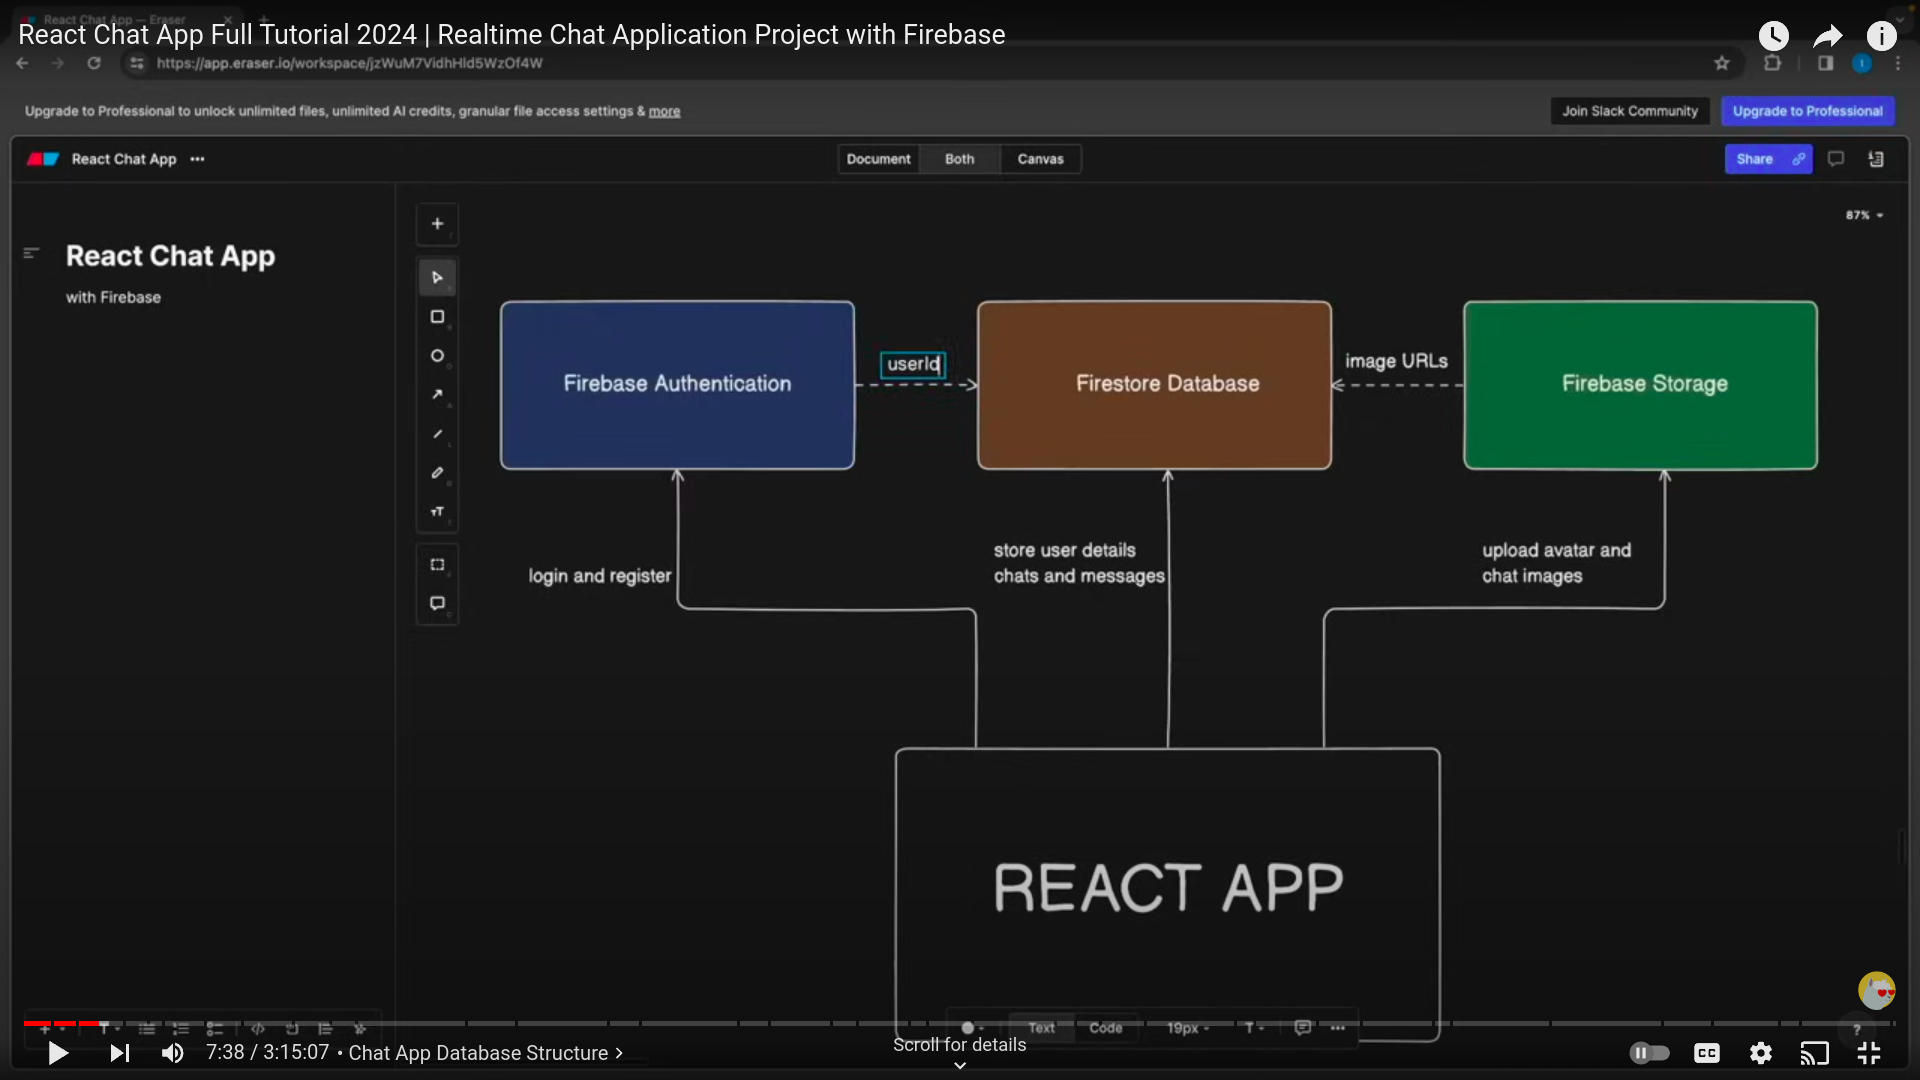 React Chat App — Eraser
React Chat App Full Tutorial 2024 | Realtime Chat Application Project with Firebase
https://app.eraser.io/workspace/jzWuM7VidhHld5WzOf4W
Upgrade to Professional to unlock unlimited files, unlimited AI credits, granular file access settings & more
Join Slack Community
Upgrade to Professional
React Chat App
Document
Both
Canvas
Share
87%
React Chat App
with Firebase
Firebase Authentication
userId
Firestore Database
image URLs
Firebase Storage
login and register
store user details
chats and messages
upload avatar and
chat images
REACT APP
Text
Code
19px
7:38 / 3:15:07 • Chat App Database Structure
Scroll for details